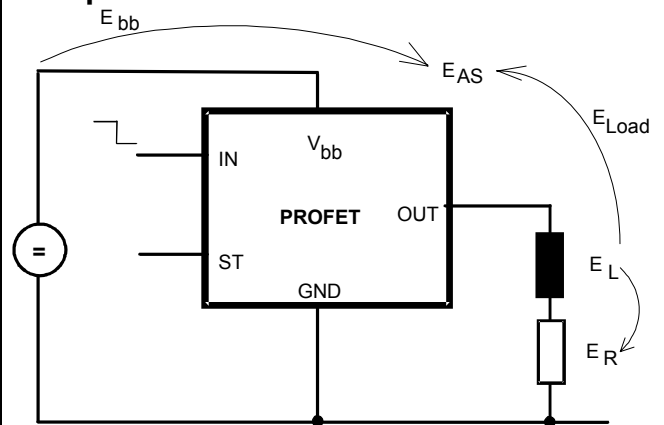 E bb
E AS
E Load
V bb
IN
PROFET
OUT
=
ST
E L
GND
E R